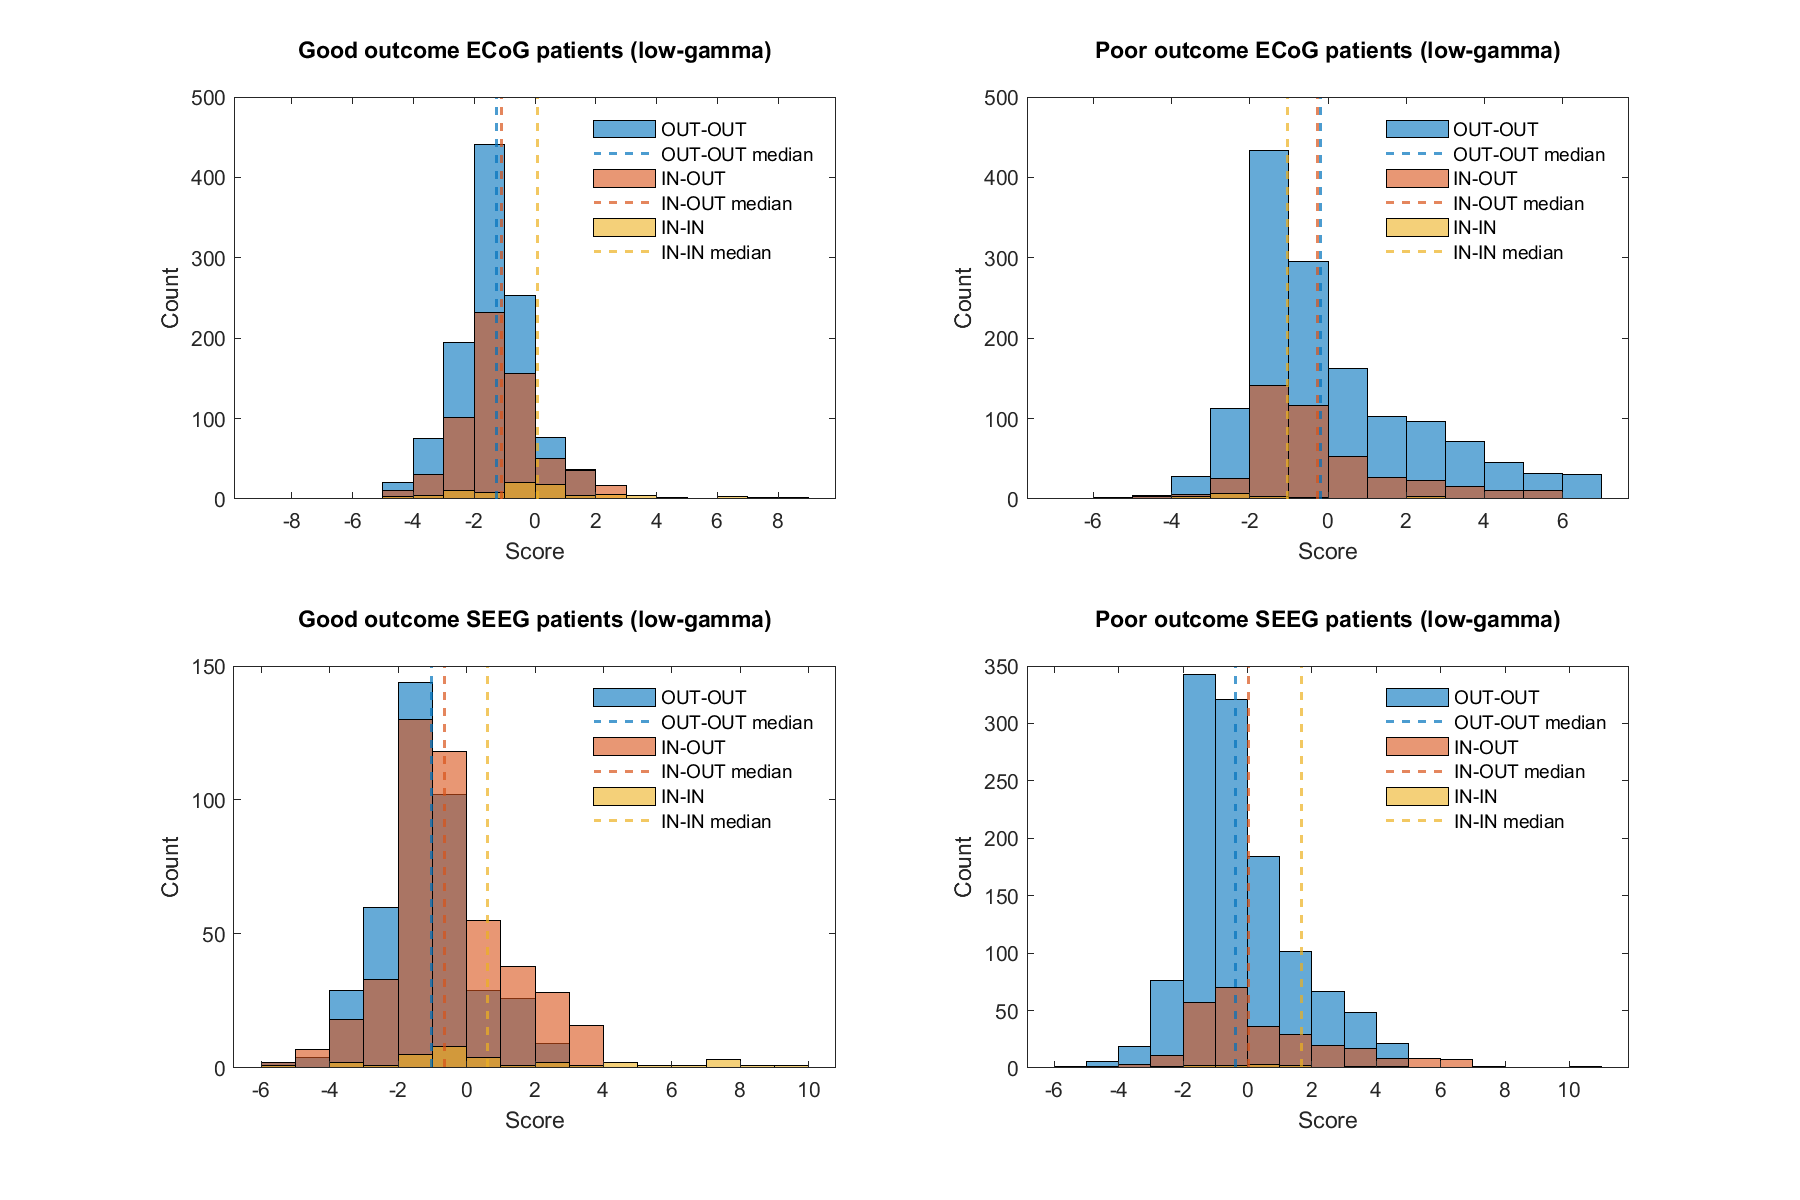 Good outcome ECoG patients (low-gamma)
500
400
300
200
100
0
Count
-8 -6 -4 -2 0 2 4 6 8
Score
OUT-OUT
OUT-OUT median
IN-OUT
IN-OUT median
IN-IN
IN-IN median
Poor outcome ECoG patients (low-gamma)
500
400
300
200
100
0
Count
-6 -4 -2 0 2 4 6
Score
OUT-OUT
OUT-OUT median
IN-OUT
IN-OUT median
IN-IN
IN-IN median
Good outcome SEEG patients (low-gamma)
150
100
50
0
Count
-6 -4 -2 0 2 4 6 8 10
Score
OUT-OUT
OUT-OUT median
IN-OUT
IN-OUT median
IN-IN
IN-IN median
Poor outcome SEEG patients (low-gamma)
350
300
250
200
150
100
50
0
Count
-6 -4 -2 0 2 4 6 8 10
Score
OUT-OUT
OUT-OUT median
IN-OUT
IN-OUT median
IN-IN
IN-IN median